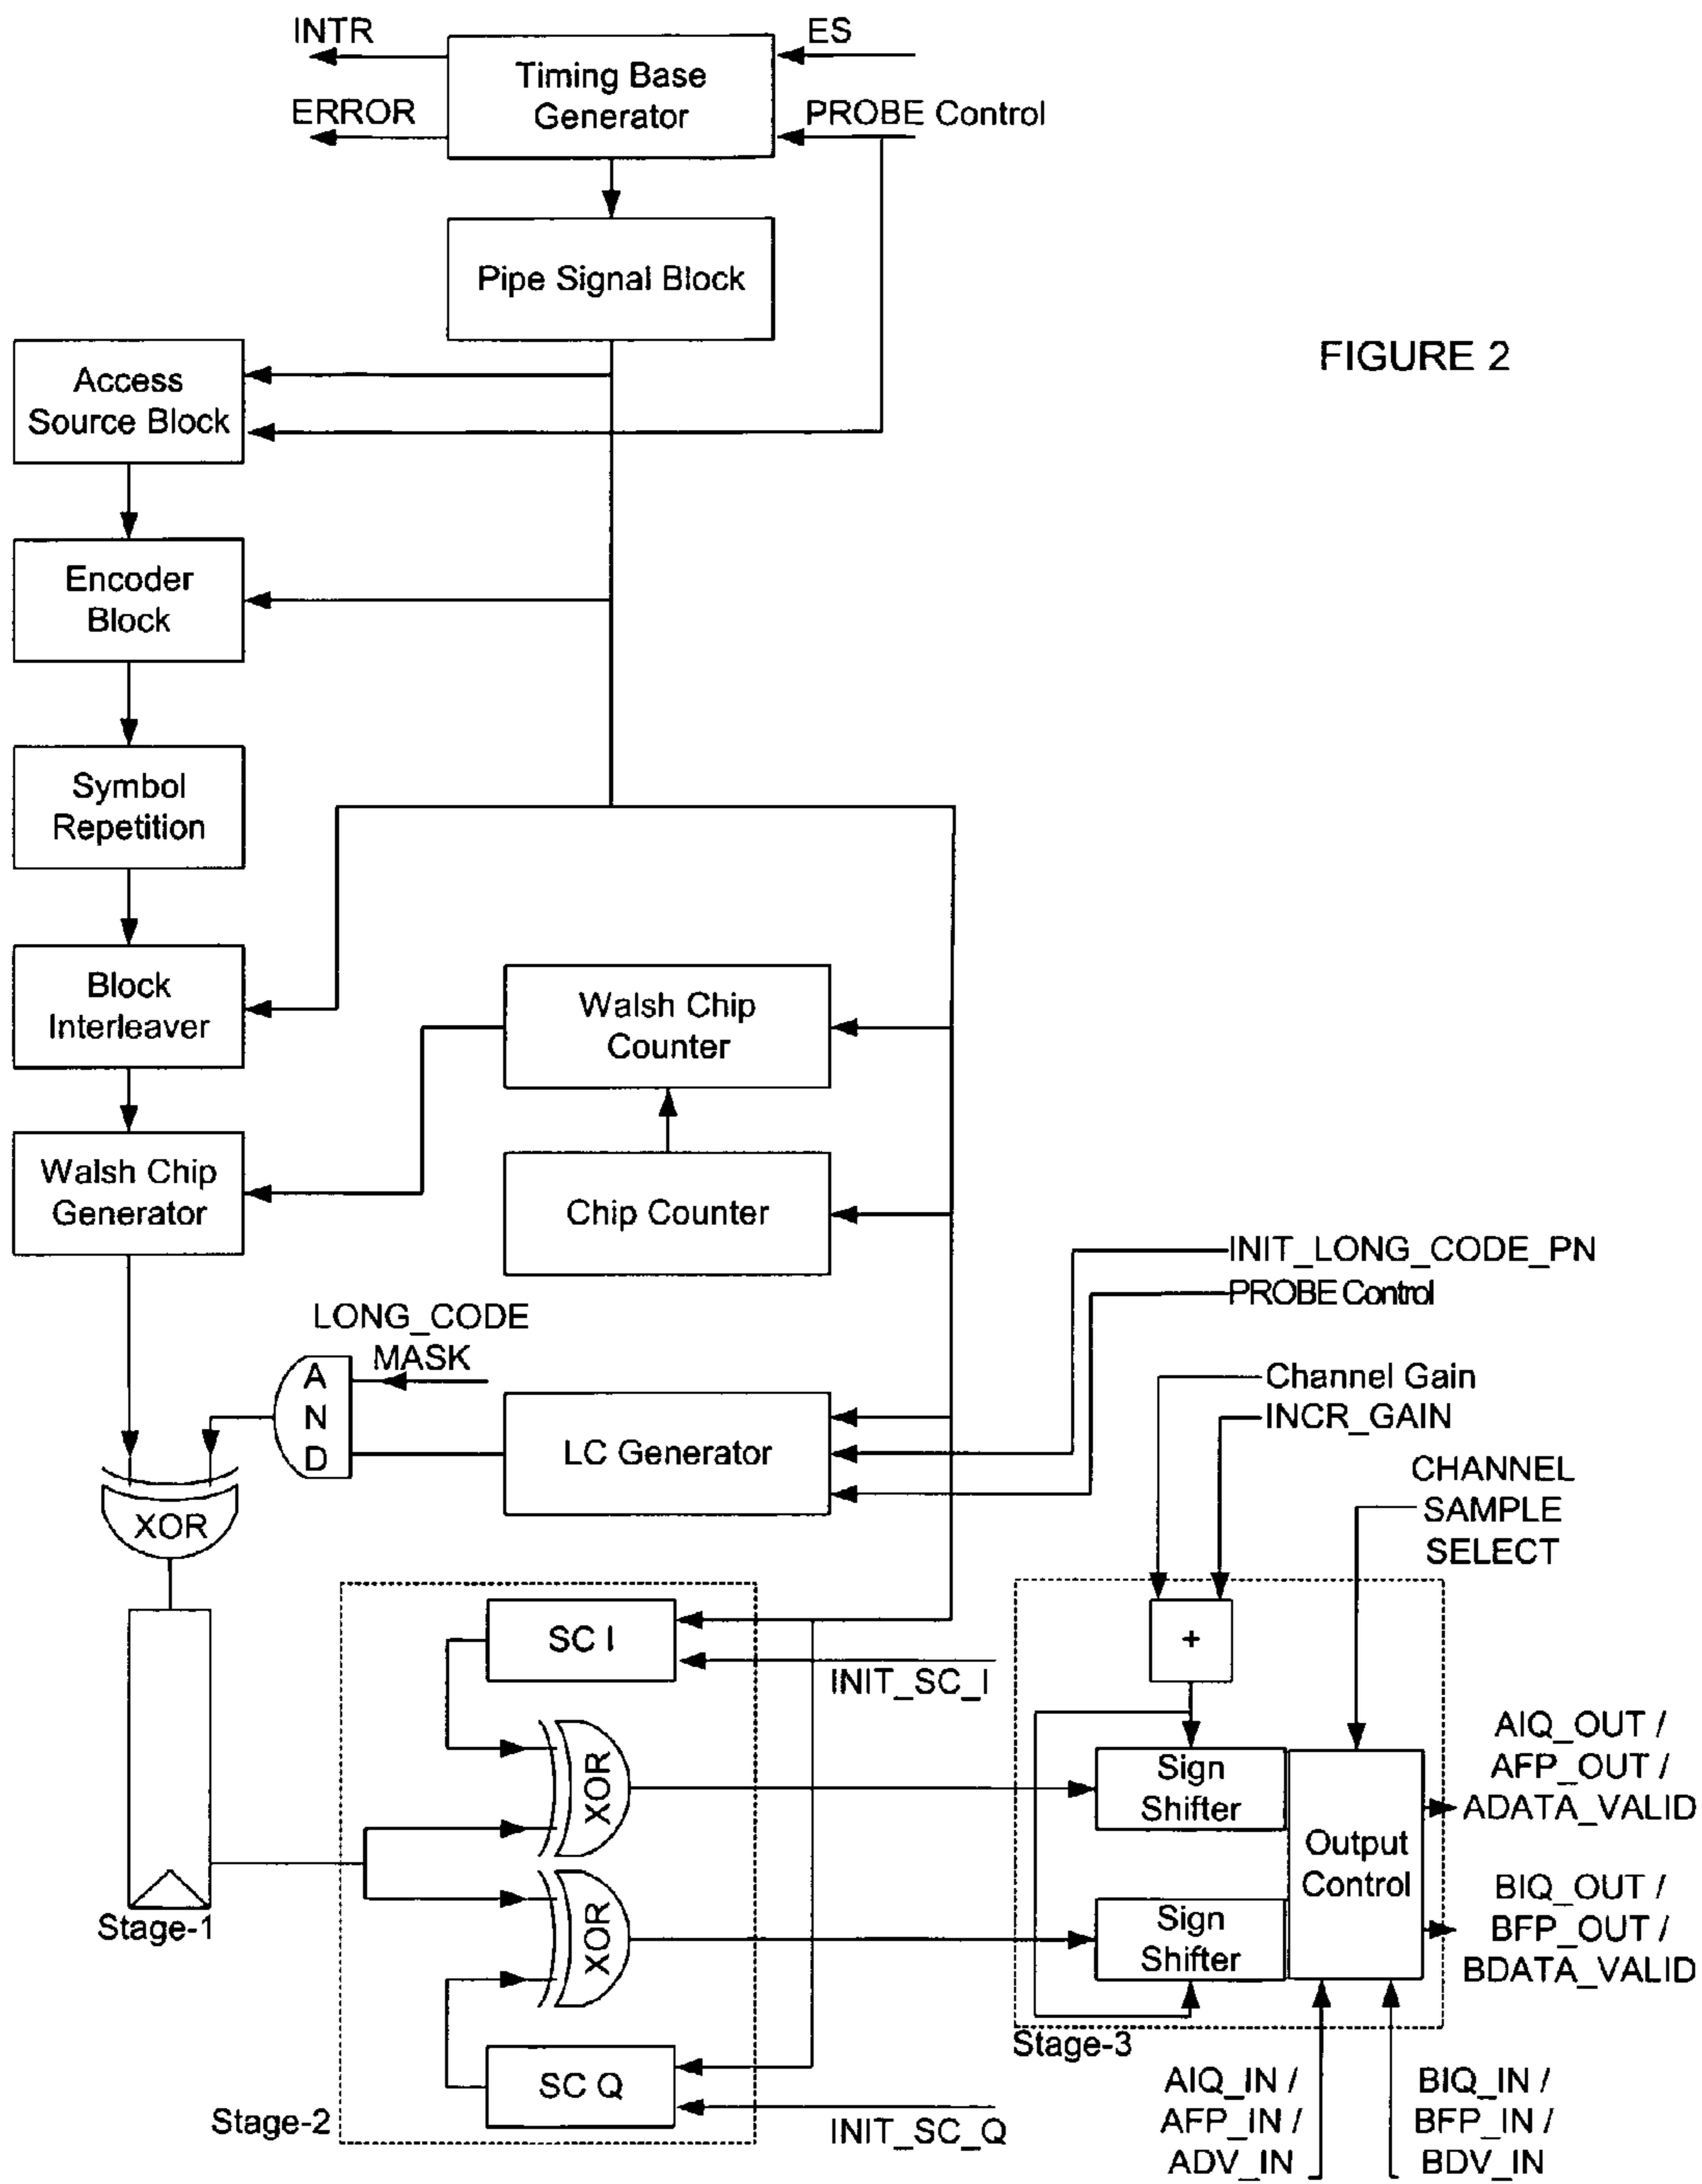 INTR
ES
Timing Base
Generator
ERROR
PROBE Control
Pipe Signal Block
FIGURE 2
Access
Source Block
Encoder
Block
Symbol
Repetition
Block
Interleaver
Walsh Chip
Counter
Walsh Chip
Generator
Chip Counter
INIT_LONG_CODE_PN
PROBE Control
LONG_CODE
MASK
A
N
D
LC Generator
Channel Gain
INCR_GAIN
CHANNEL
SAMPLE
SELECT
XOR
SC I
+
INIT_SC_I
XOR
Sign
Shifter
AIQ_OUT /
AFP_OUT /
ADATA_VALID
Output
Control
XOR
Sign
Shifter
BIQ_OUT /
BFP_OUT /
BDATA_VALID
Stage-1
Stage-3
SC Q
Stage-2
INIT_SC_Q
AIQ_IN /
AFP_IN /
ADV_IN
BIQ_IN /
BFP_IN /
BDV_IN